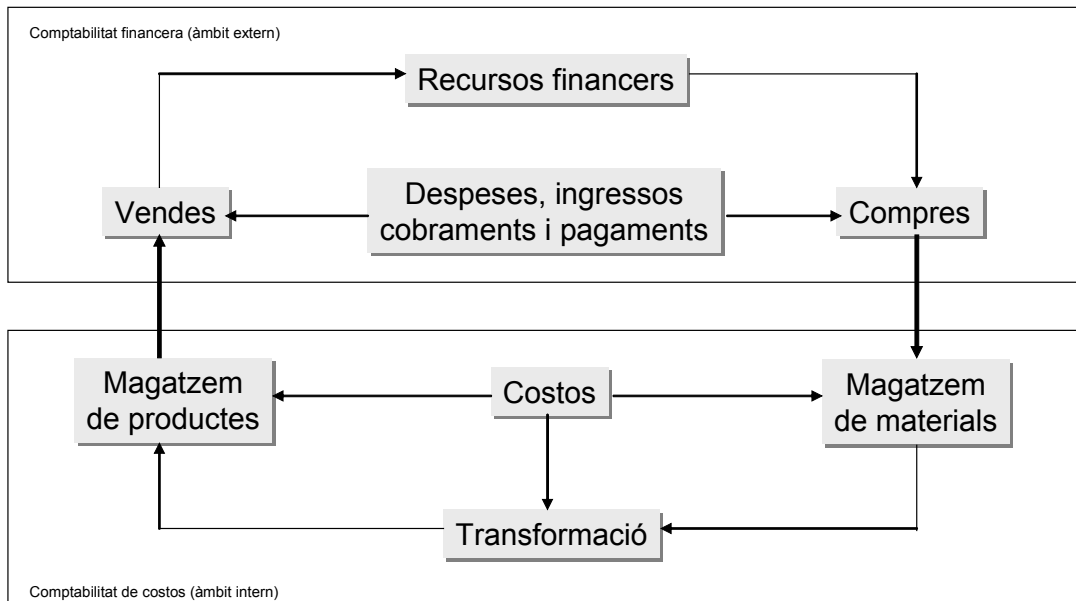 Comptabilitat financera (àmbit extern)
Recursos financers
Vendes
Despeses, ingressos
cobraments i pagaments
Compres
Magatzem
de productes
Costos
Magatzem
de materials
Transformació
Comptabilitat de costos (àmbit intern)